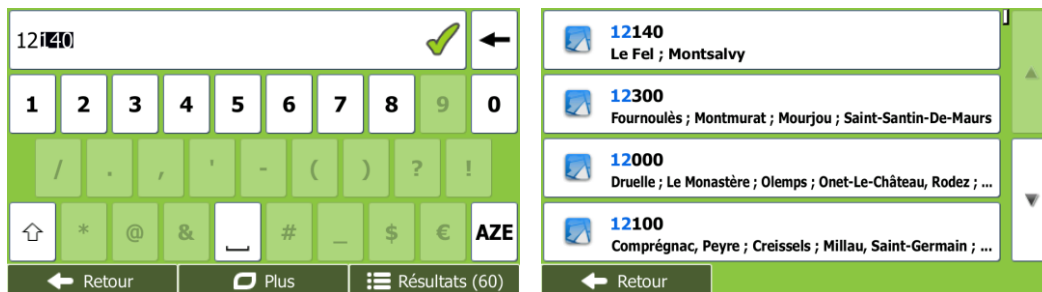 12140
1 2 3 4 5 6 7 8 9 0
/ . , ' - ( ) ? !
* @ & # _ $ € AZE
Retour Plus Résultats (60)
12140
Le Fel ; Montsalvy
12300
Fournoulès ; Montmurat ; Mourjou ; Saint-Santin-De-Maurs
12000
Druelle ; Le Monastère ; Olemps ; Onet-Le-Château, Rodez ; ...
12100
Comprégnac, Peyre ; Creissels ; Millau, Saint-Germain ; ...
Retour